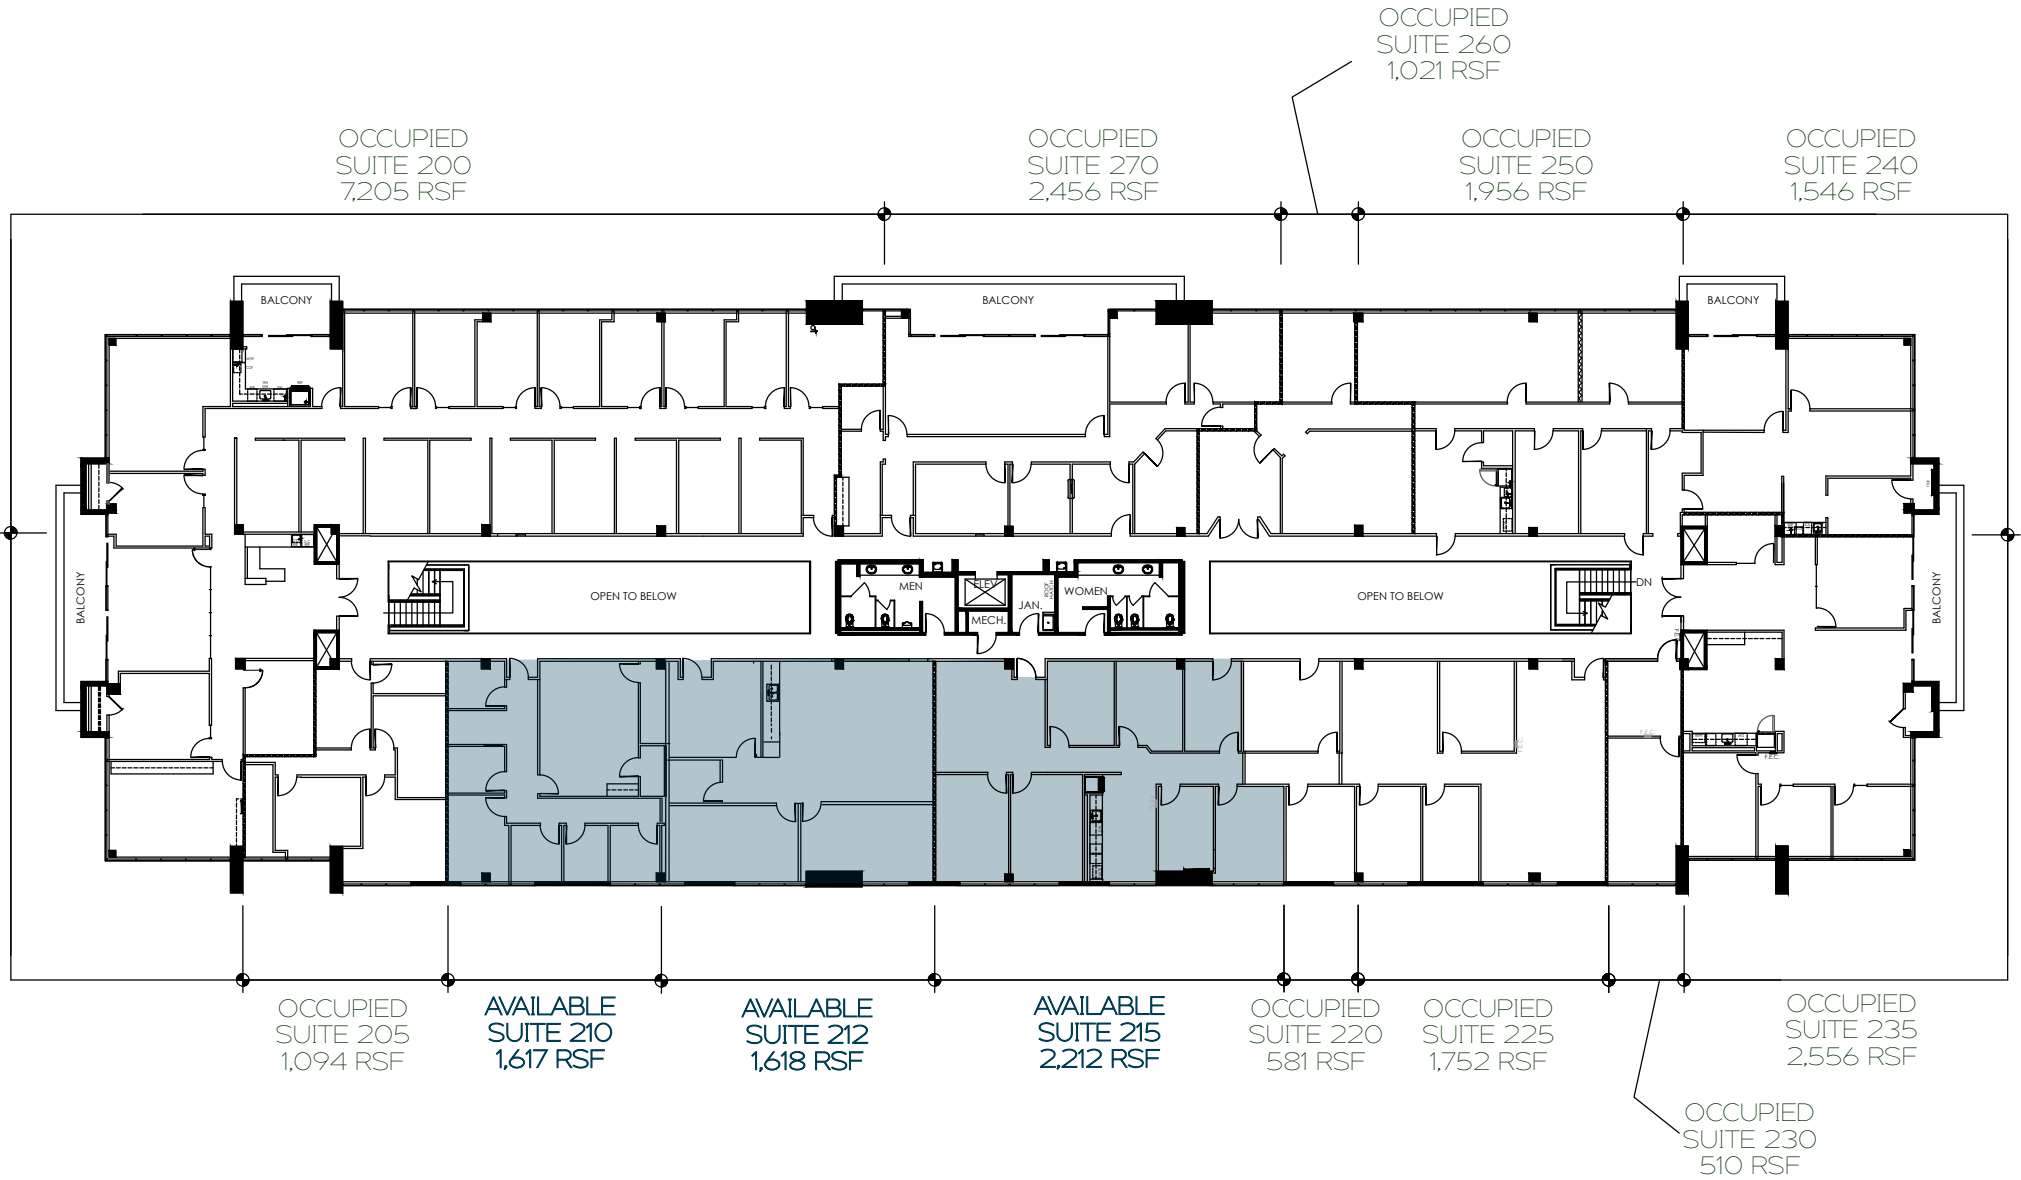 OCCUPIED
SUITE 260
1,021 RSF
OCCUPIED
SUITE 200
7,205 RSF
OCCUPIED
SUITE 270
2,456 RSF
OCCUPIED
SUITE 250
1,956 RSF
OCCUPIED
SUITE 240
1,546 RSF
BALCONY
BALCONY
BALCONY
BALCONY
OPEN TO BELOW
MEN
ELEV.
MECH.
JAN.
ROOF
HATCH
WOMEN
OPEN TO BELOW
DN
BALCONY
F.E.C.
F.E.C.
F.E.C.
F.E.C.
OCCUPIED
SUITE 205
1,094 RSF
AVAILABLE
SUITE 210
1,617 RSF
AVAILABLE
SUITE 212
1,618 RSF
AVAILABLE
SUITE 215
2,212 RSF
OCCUPIED
SUITE 220
581 RSF
OCCUPIED
SUITE 225
1,752 RSF
OCCUPIED
SUITE 235
2,556 RSF
OCCUPIED
SUITE 230
510 RSF